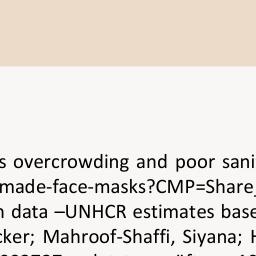 s overcrowding and poor sani
made-face-masks?CMP=Share_
n data –UNHCR estimates base
cker; Mahroof-Shaffi, Siyana; H